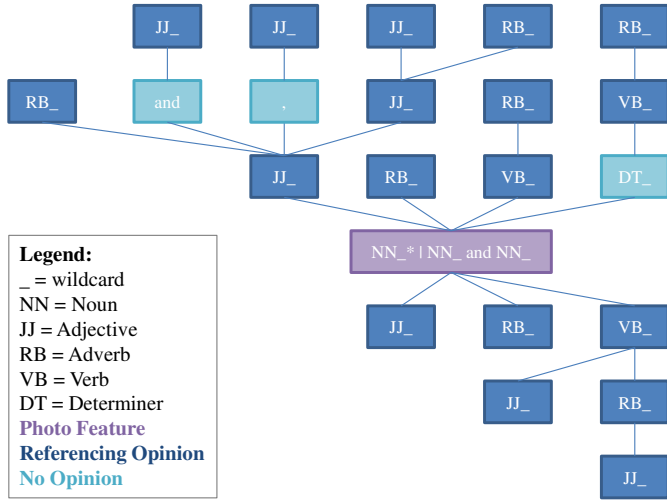 JJ_ JJ_ JJ_ RB_ RB_
RB_ and , JJ_ RB_ VB_
JJ_ RB_ VB_ DT_
NN_* | NN_ and NN_
JJ_ RB_ VB_
JJ_ RB_
JJ_
Legend:
_ = wildcard
NN = Noun
JJ = Adjective
RB = Adverb
VB = Verb
DT = Determiner
Photo Feature
Referencing Opinion
No Opinion